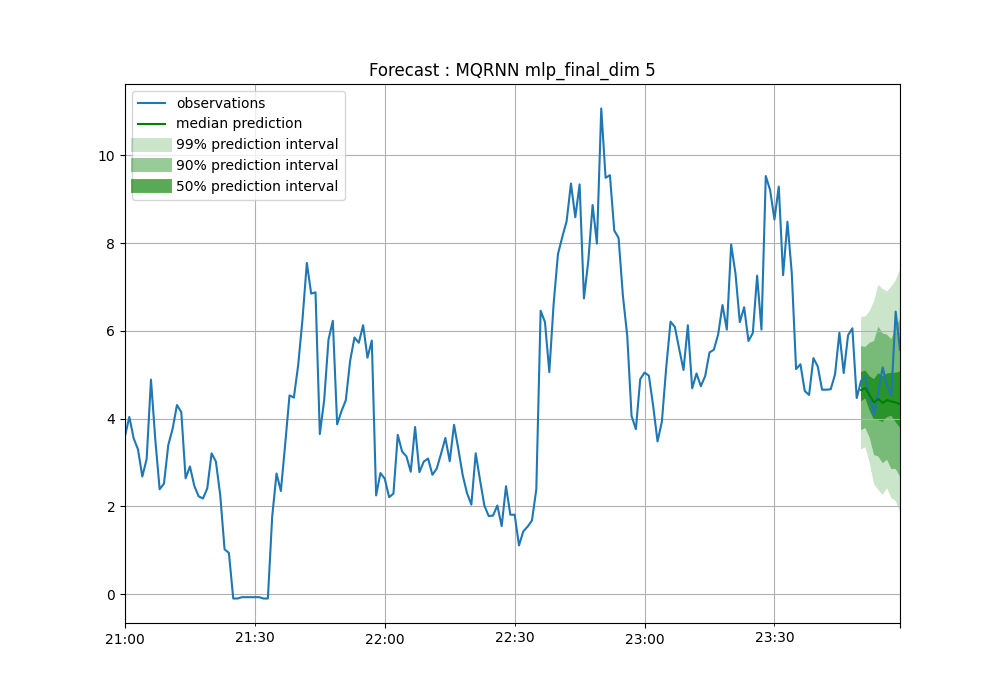 Forecast : MQRNN mlp_final_dim 5
observations
median prediction
99% prediction interval
90% prediction interval
50% prediction interval
10
8
6
4
2
0
21:00 21:30 22:00 22:30 23:00 23:30